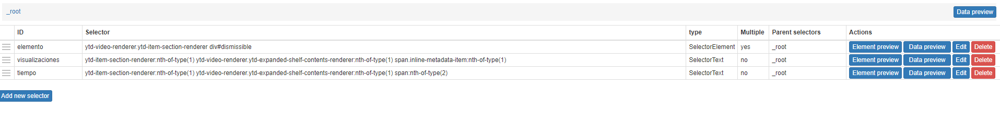 _root
Data preview
ID Selector type Multiple Parent selectors Actions
elemento ytd-video-renderer.ytd-item-section-renderer div#dismissible SelectorElement yes _root Element preview Data preview Edit Delete
visualizaciones ytd-item-section-renderer:nth-of-type(1) ytd-video-renderer.ytd-expanded-shelf-contents-renderer:nth-of-type(1) span.inline-metadata-item:nth-of-type(1) SelectorText no _root Element preview Data preview Edit Delete
tiempo ytd-item-section-renderer:nth-of-type(1) ytd-video-renderer.ytd-expanded-shelf-contents-renderer:nth-of-type(1) span:nth-of-type(2) SelectorText no _root Element preview Data preview Edit Delete
Add new selector